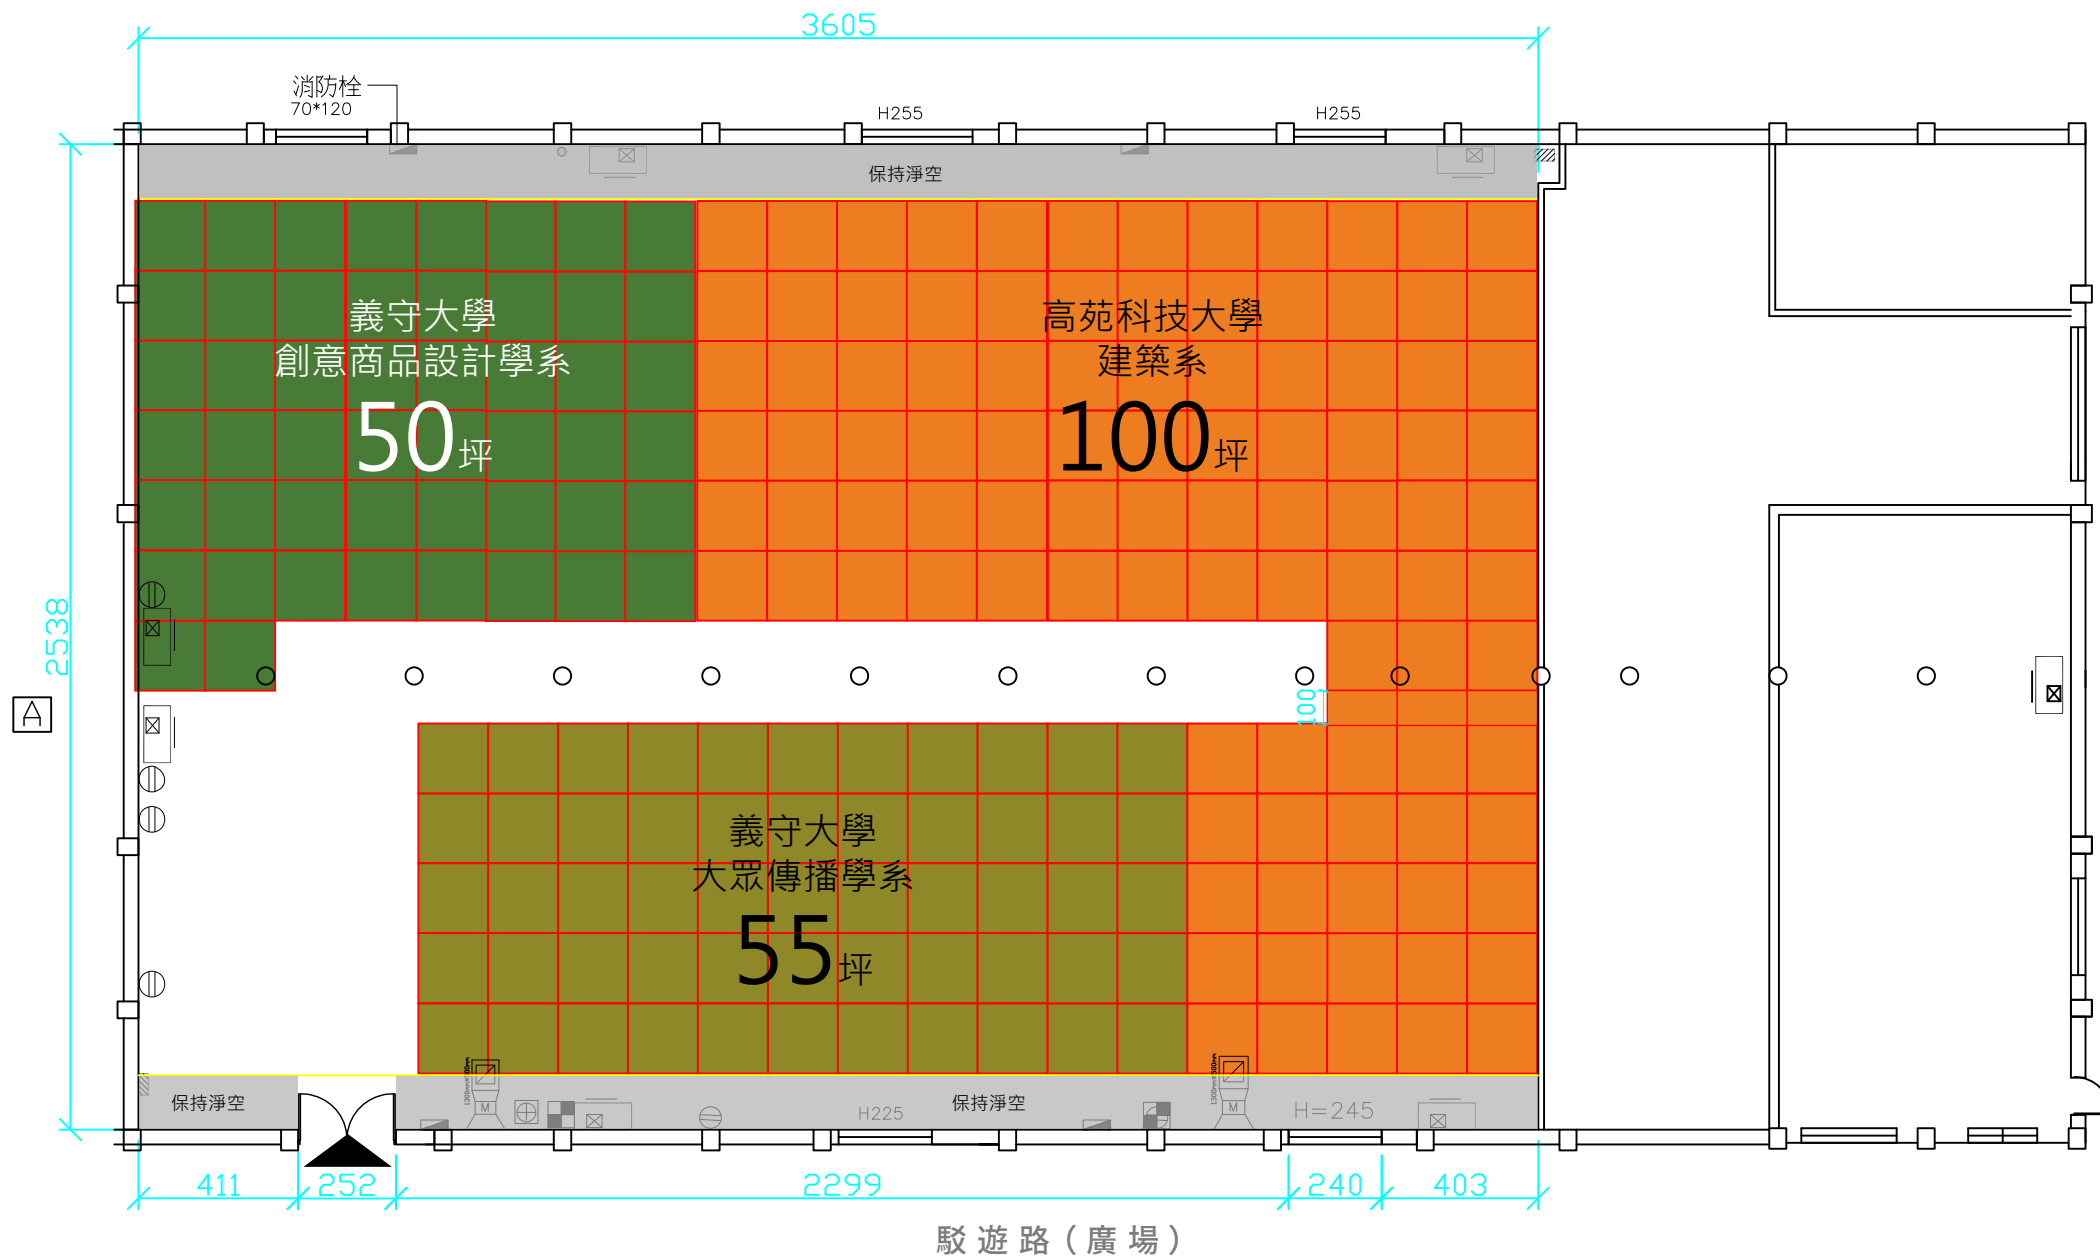 3605
消防栓
70*120
H255
H255
保持淨空
義守大學
創意商品設計學系
50坪
高苑科技大學
建築系
100坪
2538
A
100
義守大學
大眾傳播學系
55坪
1300mmX500mm
M
1300mmX500mm
M
保持淨空
H225
保持淨空
H=245
411
252
2299
240
403
駁遊路(廣場)